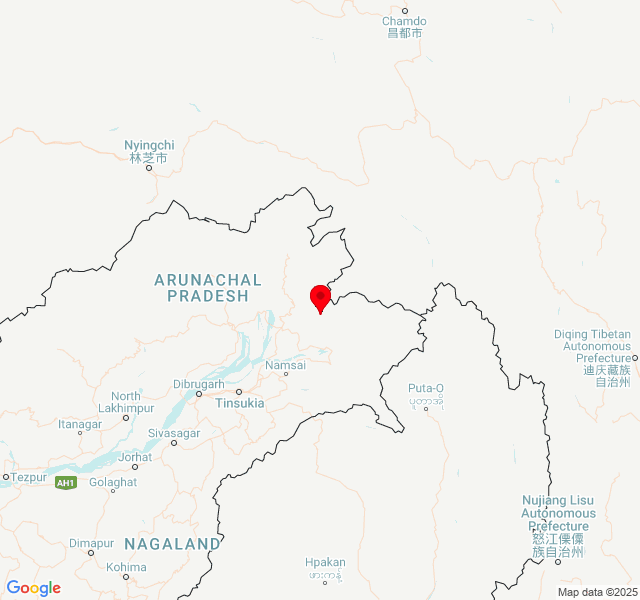 Chamdo
昌都市
Nyingchi
林芝市
ARUNACHAL
PRADESH
Diqing Tibetan
Autonomous
Prefecture
迪庆藏族
自治州
Namsai
Dibrugarh
Tinsukia
Puta-O
ပူတာအို
North
Lakhimpur
Itanagar
Sivasagar
Jorhat
Tezpur
Golaghat
AH1
Nujiang Lisu
Autonomous
Prefecture
怒江傈僳
族自治州
Dimapur
NAGALAND
Kohima
Hpakan
ဖားကန့်
Google
Map data ©2025